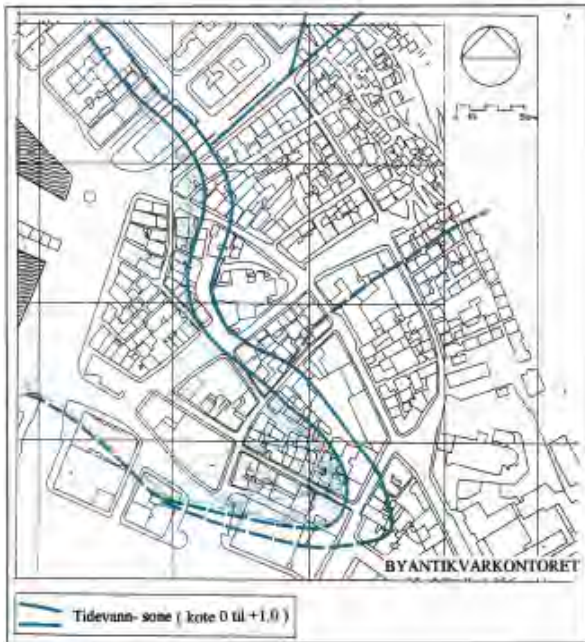 BYANTIKVARKONTORET
Tidevann- sone ( kote 0 til +1.0 )